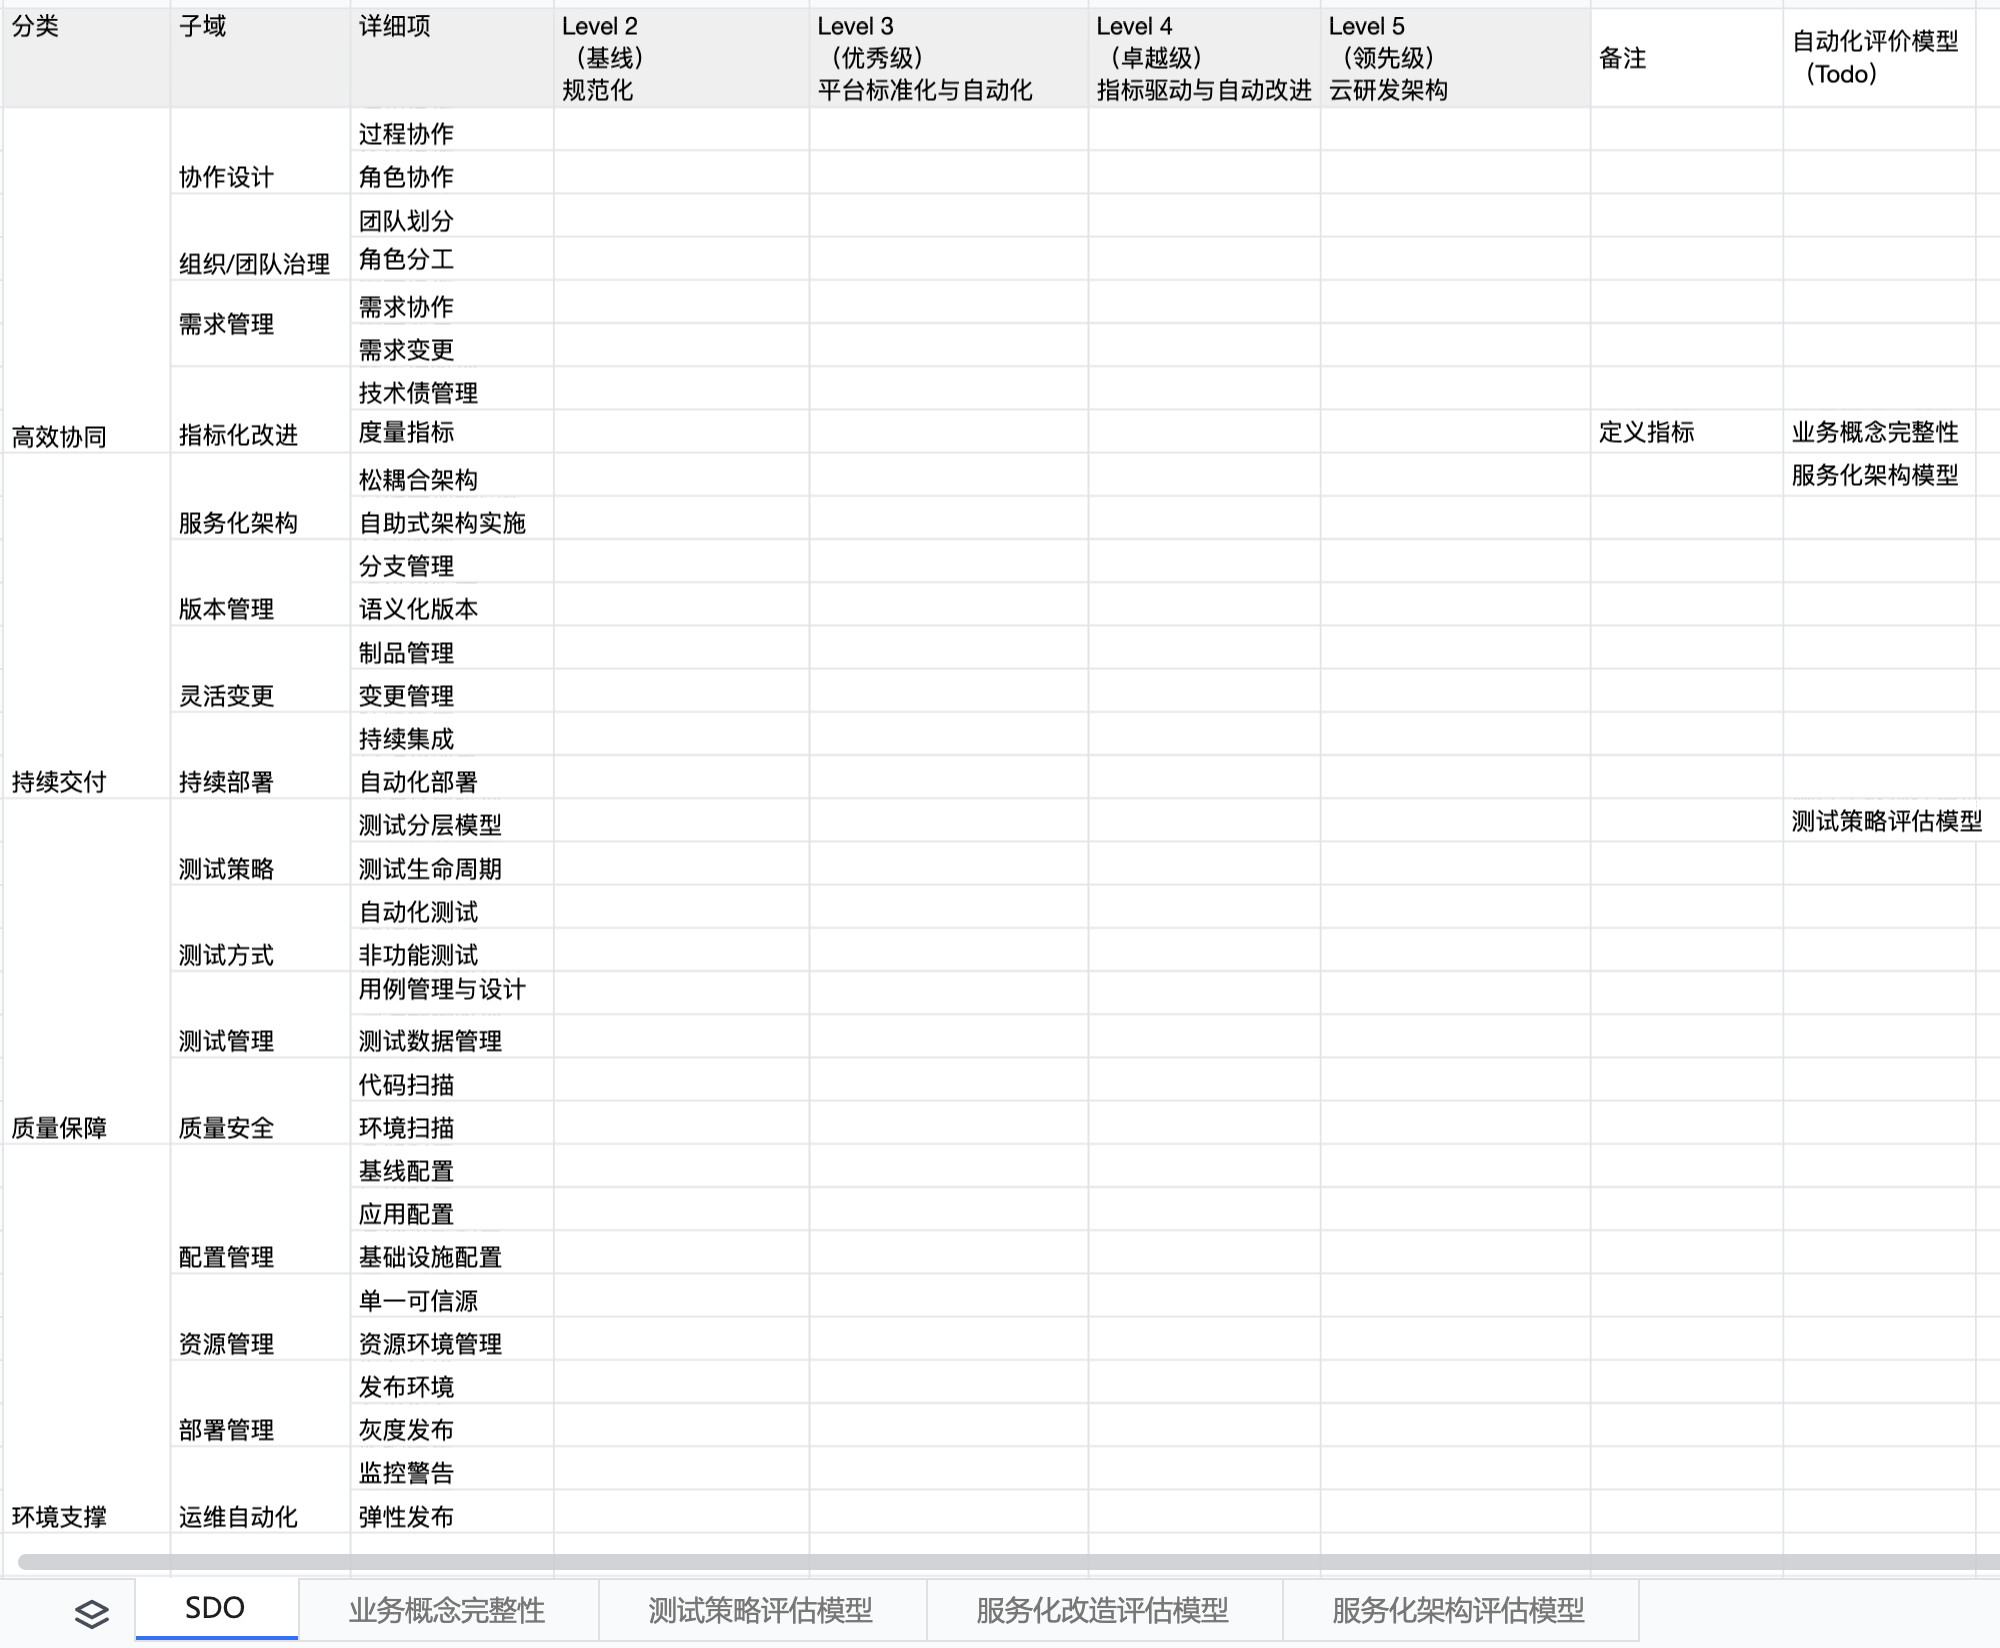 分类
子域
详细项
Level 2
（基线）
规范化
Level 3
（优秀级）
平台标准化与自动化
Level 4
（卓越级）
指标驱动与自动改进
Level 5
（领先级）
云研发架构
备注
自动化评价模型
（Todo）
过程协作
协作设计
角色协作
团队划分
组织/团队治理
角色分工
需求管理
需求协作
需求变更
技术债管理
高效协同
指标化改进
度量指标
定义指标
业务概念完整性
松耦合架构
服务化架构模型
服务化架构
自助式架构实施
分支管理
版本管理
语义化版本
制品管理
灵活变更
变更管理
持续集成
持续交付
持续部署
自动化部署
测试分层模型
测试策略评估模型
测试策略
测试生命周期
自动化测试
测试方式
非功能测试
用例管理与设计
测试管理
测试数据管理
代码扫描
质量保障
质量安全
环境扫描
基线配置
应用配置
配置管理
基础设施配置
单一可信源
资源管理
资源环境管理
发布环境
部署管理
灰度发布
监控警告
环境支撑
运维自动化
弹性发布
SDO
业务概念完整性
测试策略评估模型
服务化改造评估模型
服务化架构评估模型